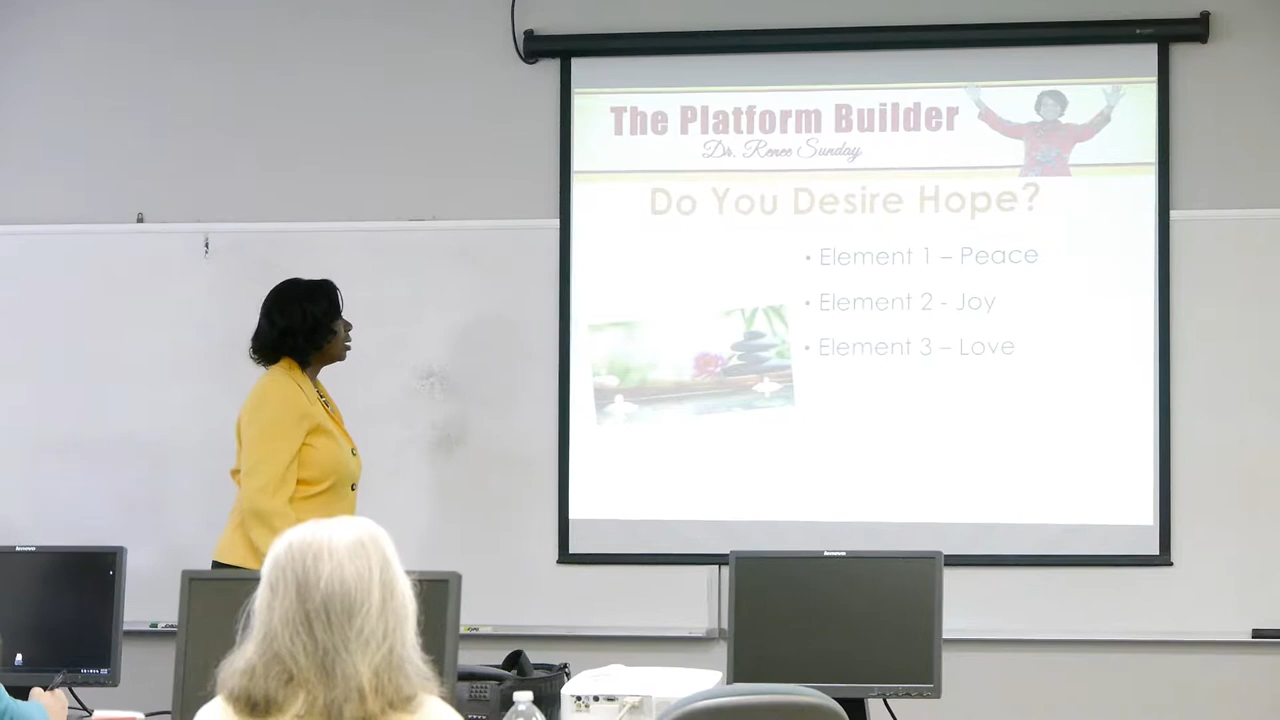 The Platform Builder
Dr. Renee Sunday
Do You Desire Hope?
• Element 1 – Peace
• Element 2 - Joy
• Element 3 – Love
lenovo
lenovo